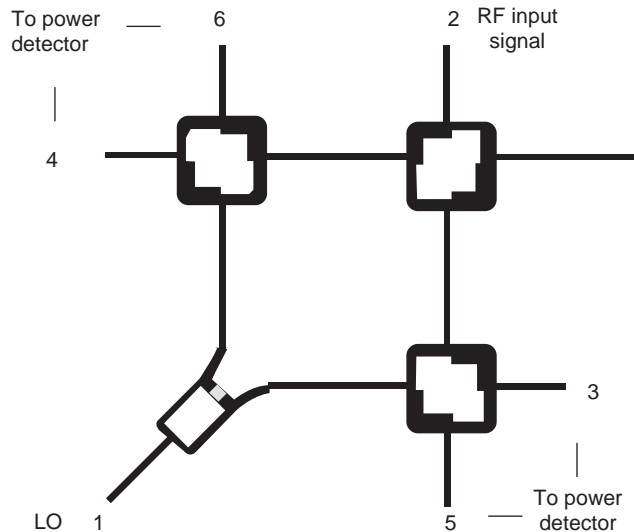 To power
detector
6
2
RF input
signal
4
3
LO 1
5
To power
detector